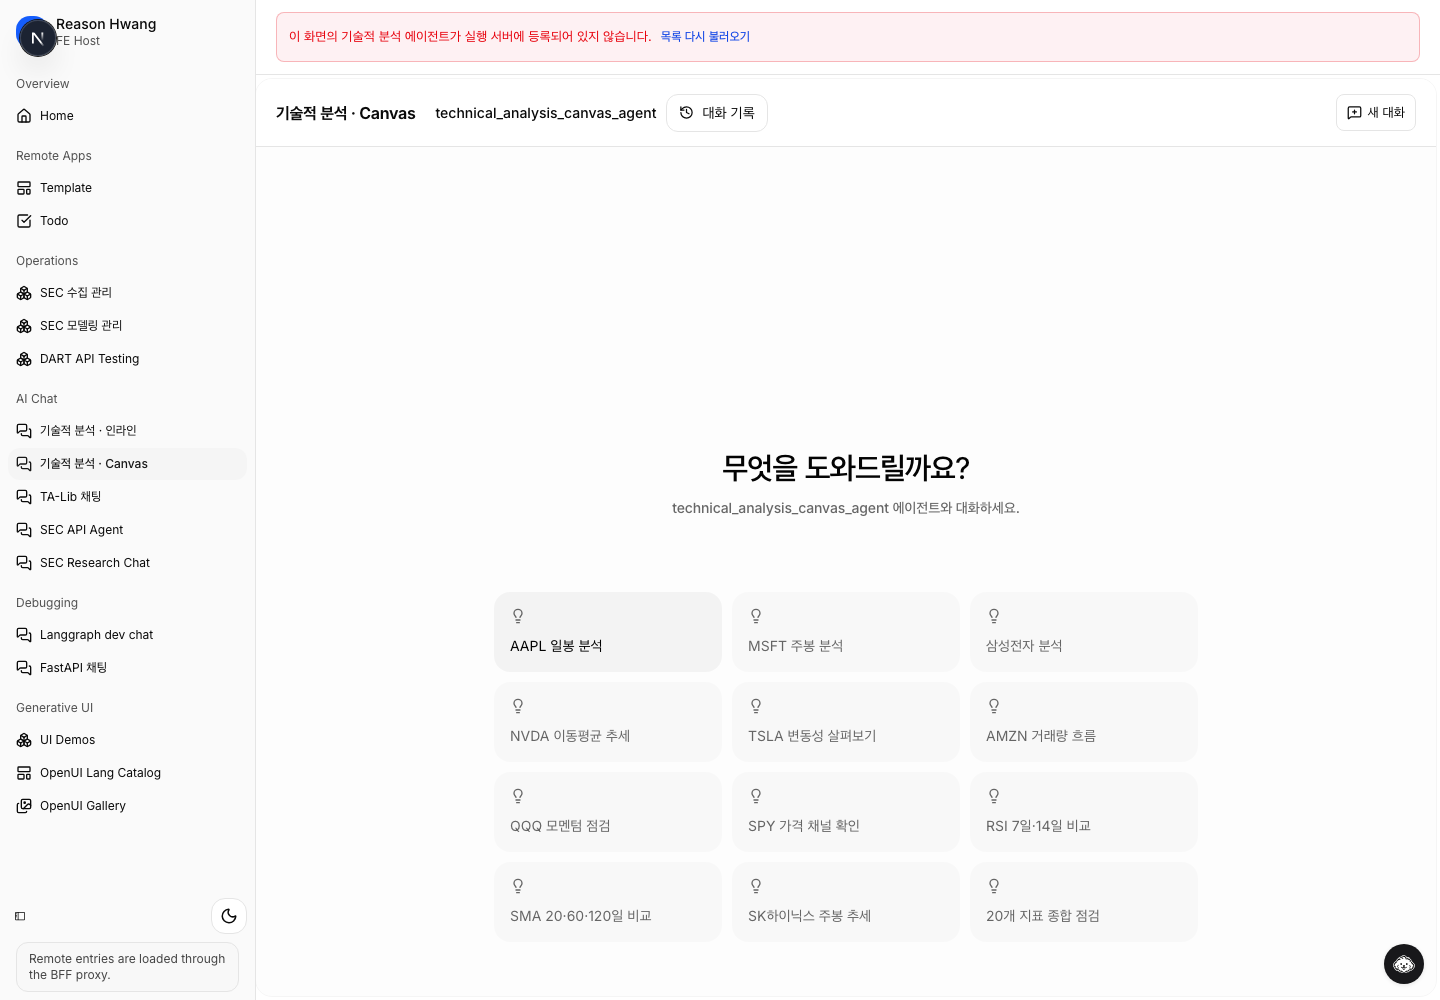 Reason Hwang
FE Host
N
Overview
Home
Remote Apps
Template
Todo
Operations
SEC 수집 관리
SEC 모델링 관리
DART API Testing
AI Chat
기술적 분석 · 인라인
기술적 분석 · Canvas
TA-Lib 채팅
SEC API Agent
SEC Research Chat
Debugging
Langgraph dev chat
FastAPI 채팅
Generative UI
UI Demos
OpenUI Lang Catalog
OpenUI Gallery
Remote entries are loaded through
the BFF proxy.
이 화면의 기술적 분석 에이전트가 실행 서버에 등록되어 있지 않습니다. 목록 다시 불러오기
기술적 분석 · Canvas technical_analysis_canvas_agent 대화 기록 새 대화
무엇을 도와드릴까요?
technical_analysis_canvas_agent 에이전트와 대화하세요.
AAPL 일봉 분석
MSFT 주봉 분석
삼성전자 분석
NVDA 이동평균 추세
TSLA 변동성 살펴보기
AMZN 거래량 흐름
QQQ 모멘텀 점검
SPY 가격 채널 확인
RSI 7일·14일 비교
SMA 20·60·120일 비교
SK하이닉스 주봉 추세
20개 지표 종합 점검